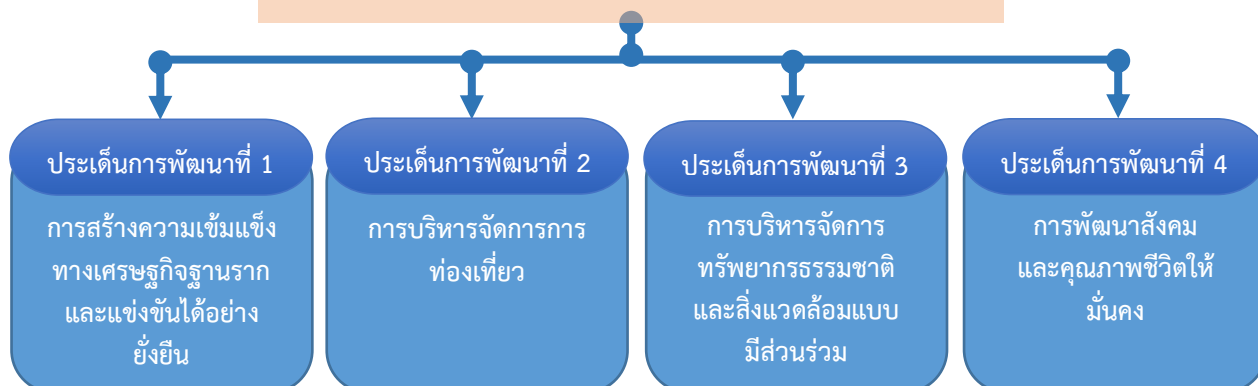 ประเด็นการพัฒนาที่ 1
การสร้างความเข้มแข็ง
ทางเศรษฐกิจฐานราก
และแข่งขันได้อย่าง
ยั่งยืน
ประเด็นการพัฒนาที่ 2
การบริหารจัดการการ
ท่องเที่ยว
ประเด็นการพัฒนาที่ 3
การบริหารจัดการ
ทรัพยากรธรรมชาติ
และสิ่งแวดล้อมแบบ
มีส่วนร่วม
ประเด็นการพัฒนาที่ 4
การพัฒนาสังคม
และคุณภาพชีวิตให้
มั่นคง